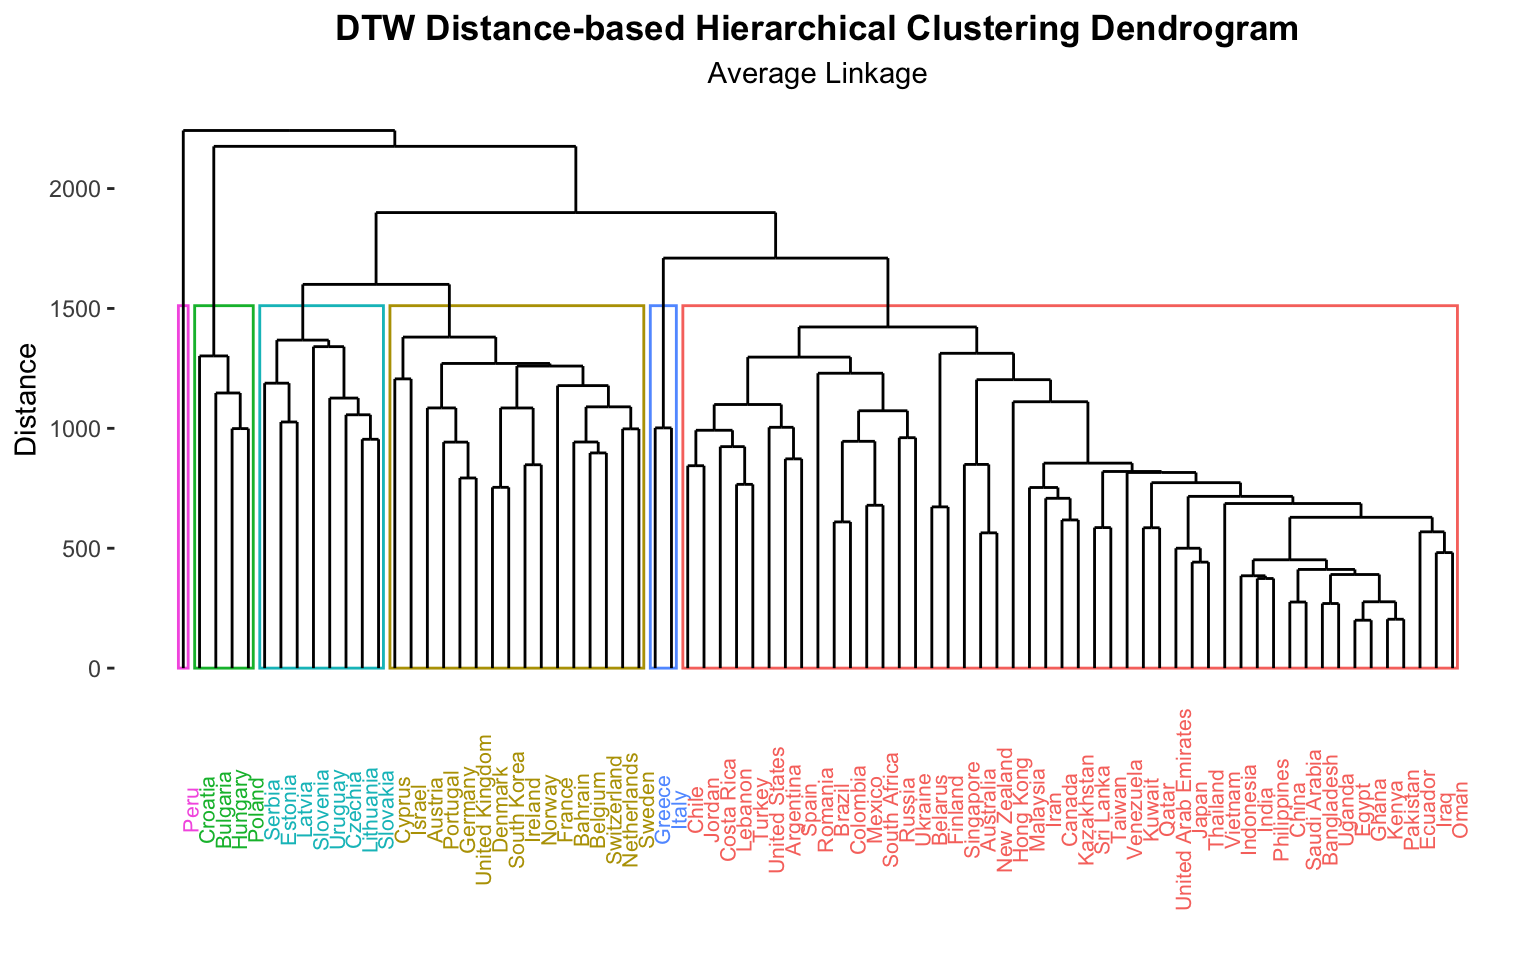 DTW Distance-based Hierarchical Clustering Dendrogram
Average Linkage
Distance
2000
1500
1000
500
0
Peru
Croatia
Bulgaria
Hungary
Poland
Serbia
Estonia
Latvia
Slovenia
Uruguay
Czechia
Lithuania
Slovakia
Cyprus
Israel
Austria
Portugal
Germany
United Kingdom
Denmark
South Korea
Ireland
Norway
France
Bahrain
Belgium
Switzerland
Netherlands
Sweden
Greece
Italy
Chile
Jordan
Costa Rica
Lebanon
Turkey
United States
Argentina
Spain
Romania
Brazil
Colombia
Mexico
South Africa
Russia
Ukraine
Belarus
Finland
Singapore
Australia
New Zealand
Hong Kong
Malaysia
Iran
Canada
Kazakhstan
Sri Lanka
Taiwan
Venezuela
Kuwait
Qatar
United Arab Emirates
Japan
Thailand
Vietnam
Indonesia
India
Philippines
China
Saudi Arabia
Bangladesh
Uganda
Egypt
Ghana
Kenya
Pakistan
Ecuador
Iraq
Oman